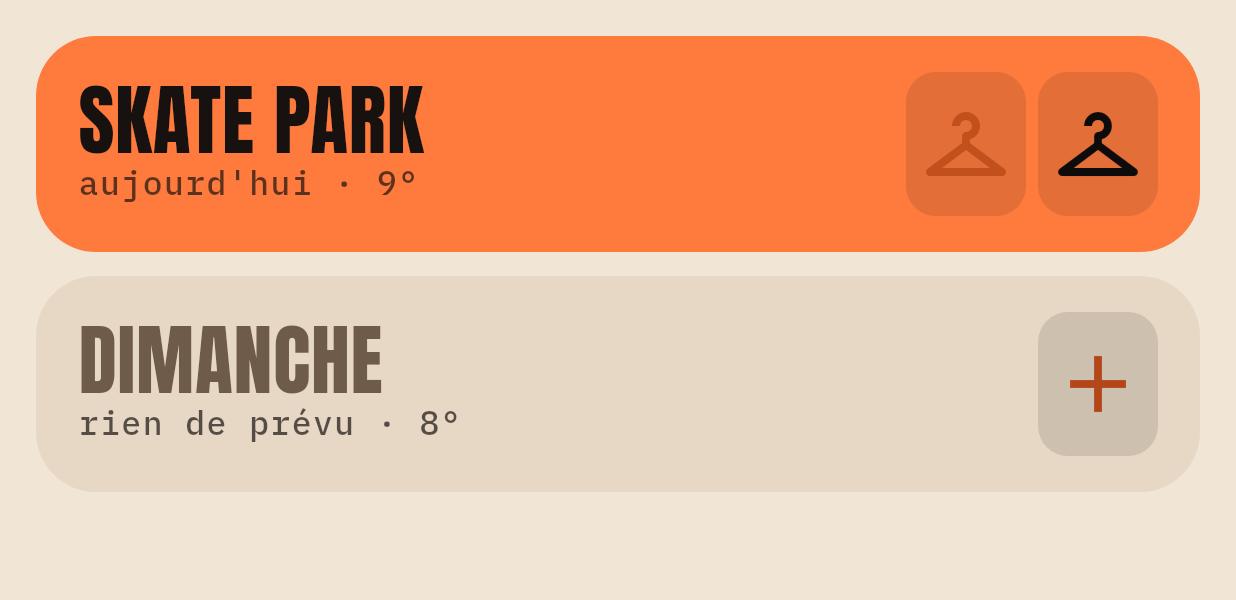 SKATE PARK
aujourd'hui · 9°
DIMANCHE
rien de prévu · 8°